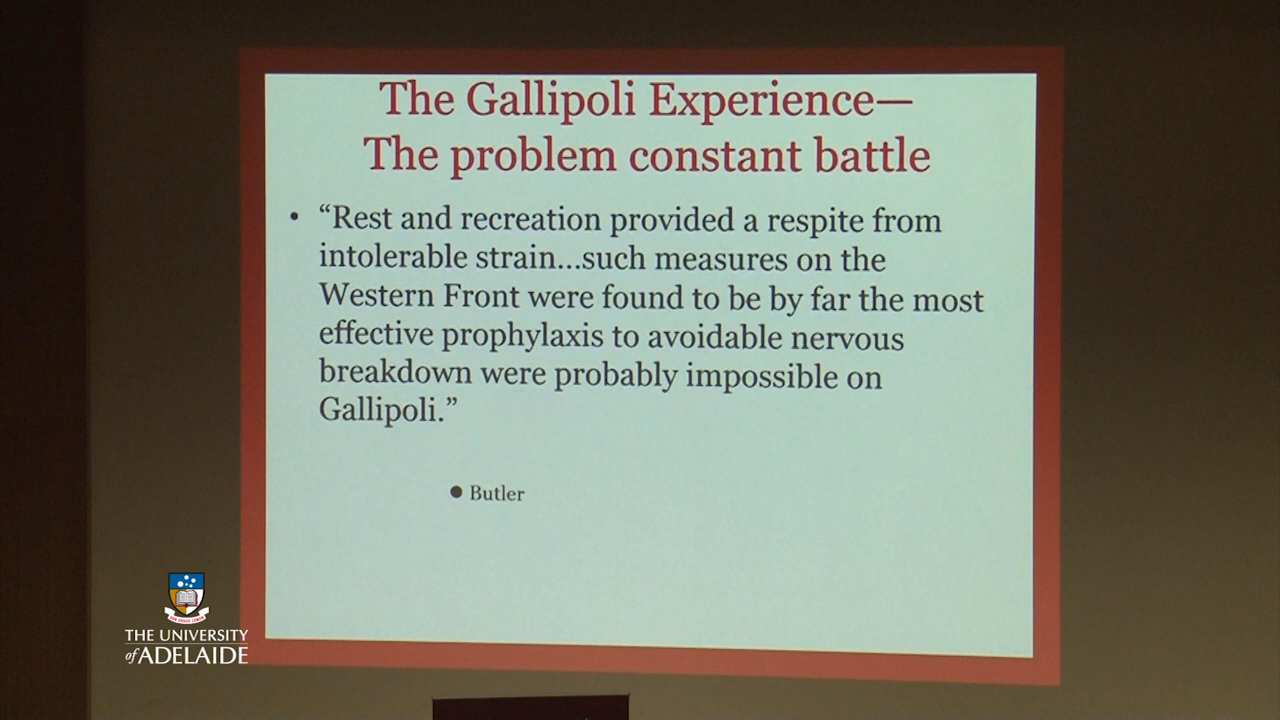 The Gallipoli Experience—
The problem constant battle
• “Rest and recreation provided a respite from
intolerable strain...such measures on the
Western Front were found to be by far the most
effective prophylaxis to avoidable nervous
breakdown were probably impossible on
Gallipoli.”
• Butler
THE UNIVERSITY
of ADELAIDE